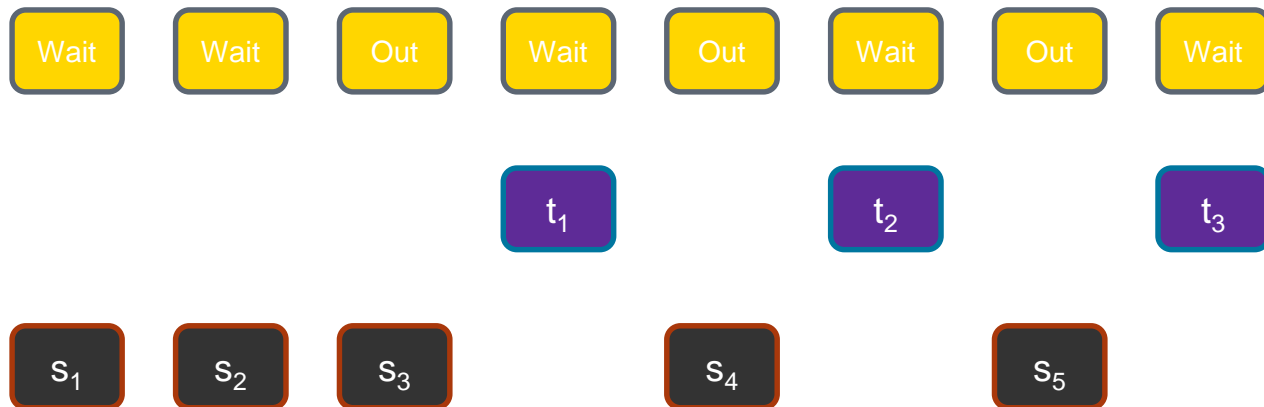 Wait Wait Out Wait Out Wait Out Wait
t₁ t₂ t₃
s₁ s₂ s₃ s₄ s₅